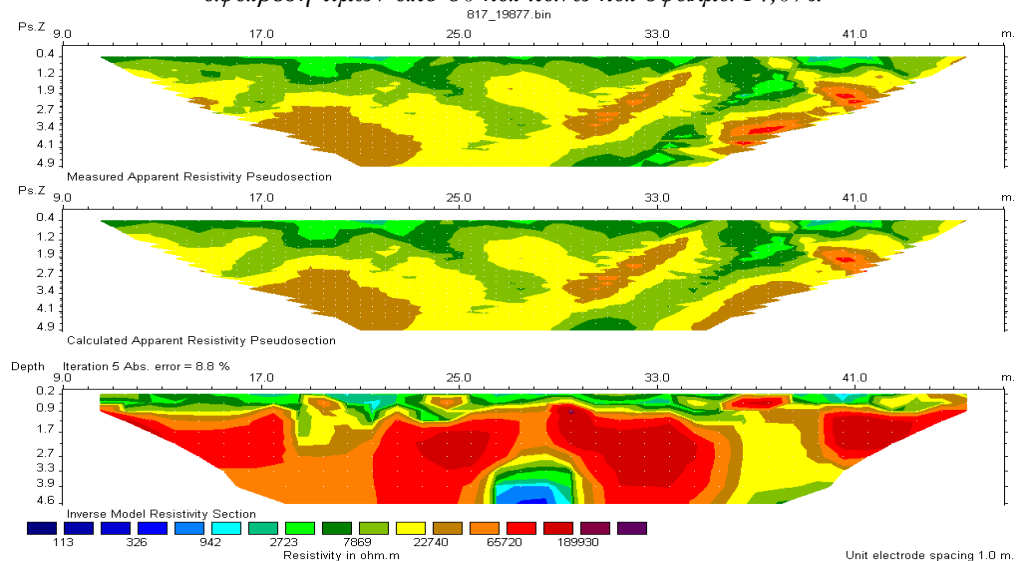 817_19877.bin
Ps.Z
9.0 17.0 25.0 33.0 41.0 m.
0.4
1.2
1.9
2.7
3.4
4.1
4.9
Measured Apparent Resistivity Pseudosection
Ps.Z
9.0 17.0 25.0 33.0 41.0 m.
0.4
1.2
1.9
2.7
3.4
4.1
4.9
Calculated Apparent Resistivity Pseudosection
Depth Iteration 5 Abs. error = 8.8 %
9.0 17.0 25.0 33.0 41.0 m.
0.2
0.9
1.7
2.7
3.3
4.6
Inverse Model Resistivity Section
113 326 942 2723 7869 22740 65720 189930
Resistivity in ohm.m Unit electrode spacing 1.0 m.